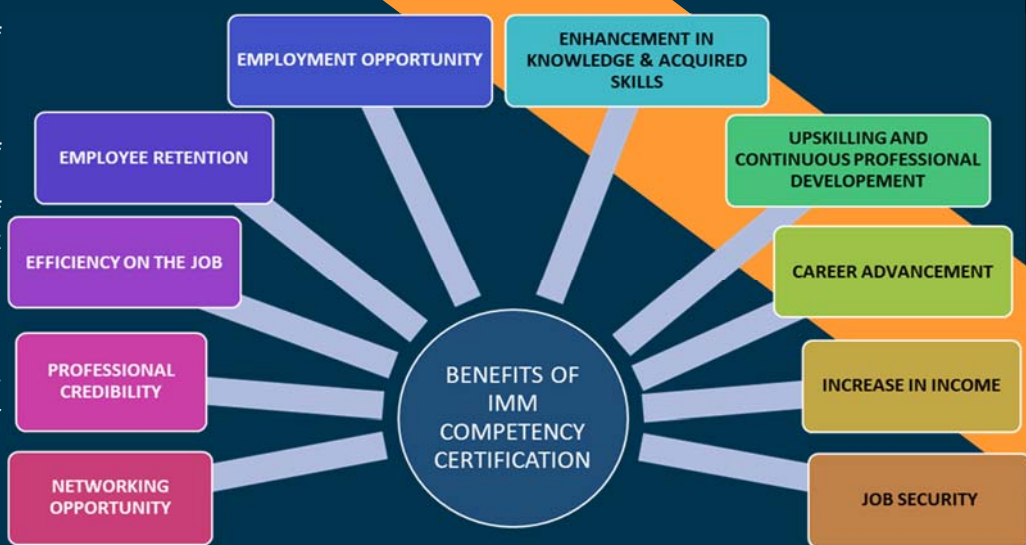 EMPLOYMENT OPPORTUNITY
ENHANCEMENT IN
KNOWLEDGE & ACQUIRED
SKILLS
EMPLOYEE RETENTION
UPSKILLING AND
CONTINUOUS PROFESSIONAL
DEVELOPEMENT
EFFICIENCY ON THE JOB
CAREER ADVANCEMENT
PROFESSIONAL
CREDIBILITY
BENEFITS OF
IMM
COMPETENCY
CERTIFICATION
INCREASE IN INCOME
NETWORKING
OPPORTUNITY
JOB SECURITY